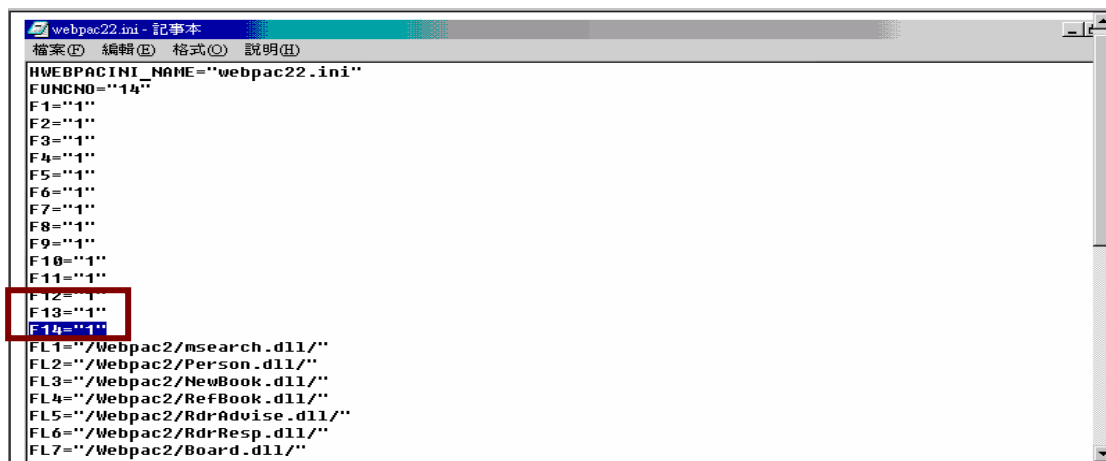 webpac22.ini - 記事本
檔案(F) 編輯(E) 格式(O) 說明(H)
HWEBPACINI_NAME="webpac22.ini"
FUNCNO="14"
F1="1"
F2="1"
F3="1"
F4="1"
F5="1"
F6="1"
F7="1"
F8="1"
F9="1"
F10="1"
F11="1"
F12="1"
F13="1"
F14="1"
FL1="/Webpac2/msearch.dll/"
FL2="/Webpac2/Person.dll/"
FL3="/Webpac2/NewBook.dll/"
FL4="/Webpac2/RefBook.dll/"
FL5="/Webpac2/RdrAdvise.dll/"
FL6="/Webpac2/RdrResp.dll/"
FL7="/Webpac2/Board.dll/"